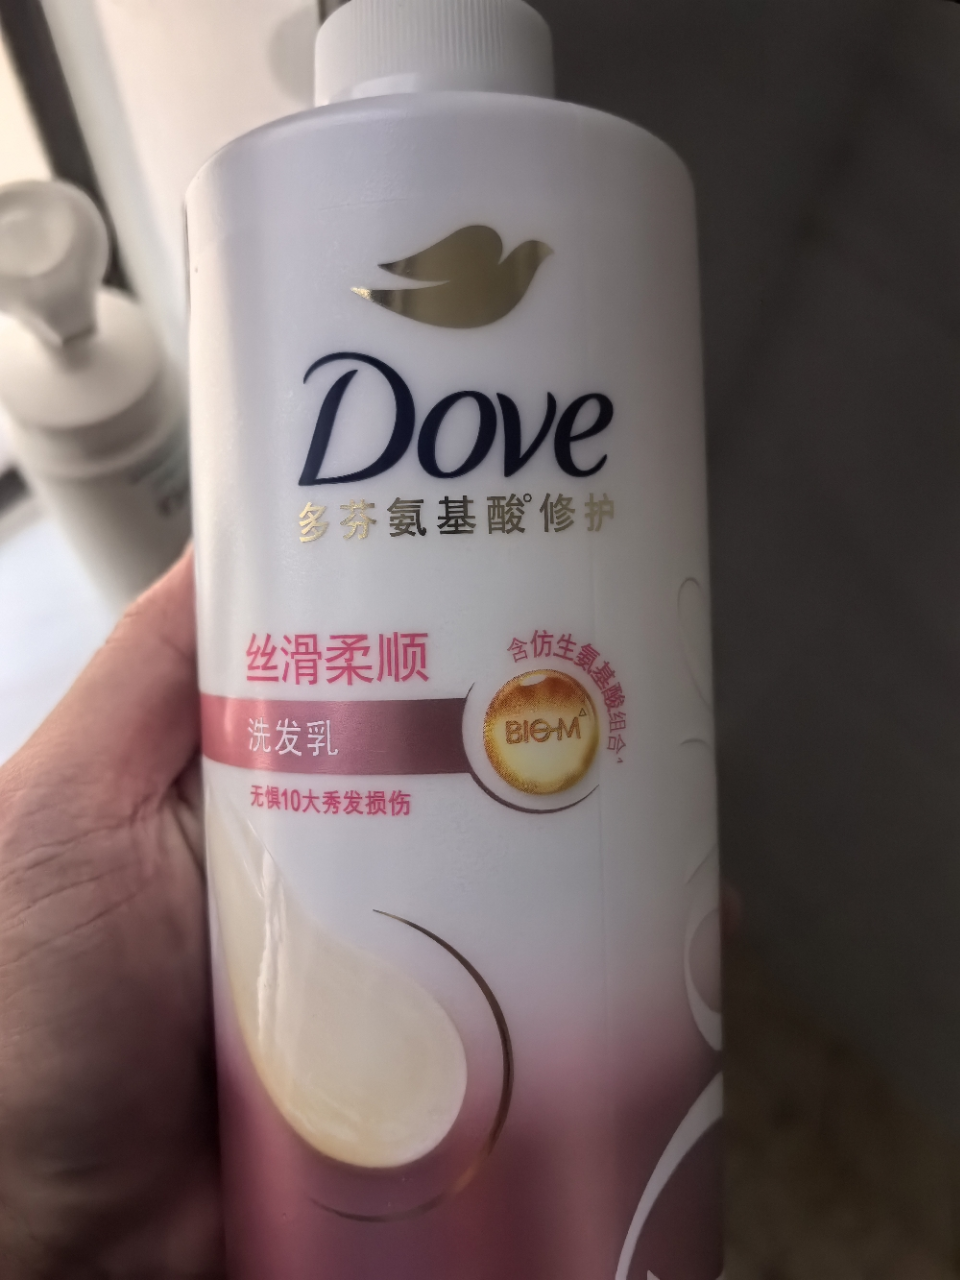 Dove
多芬氨基酸°修护
丝滑柔顺
含仿生氨基酸组合^
BIO-M△
洗发乳
无惧10大秀发损伤